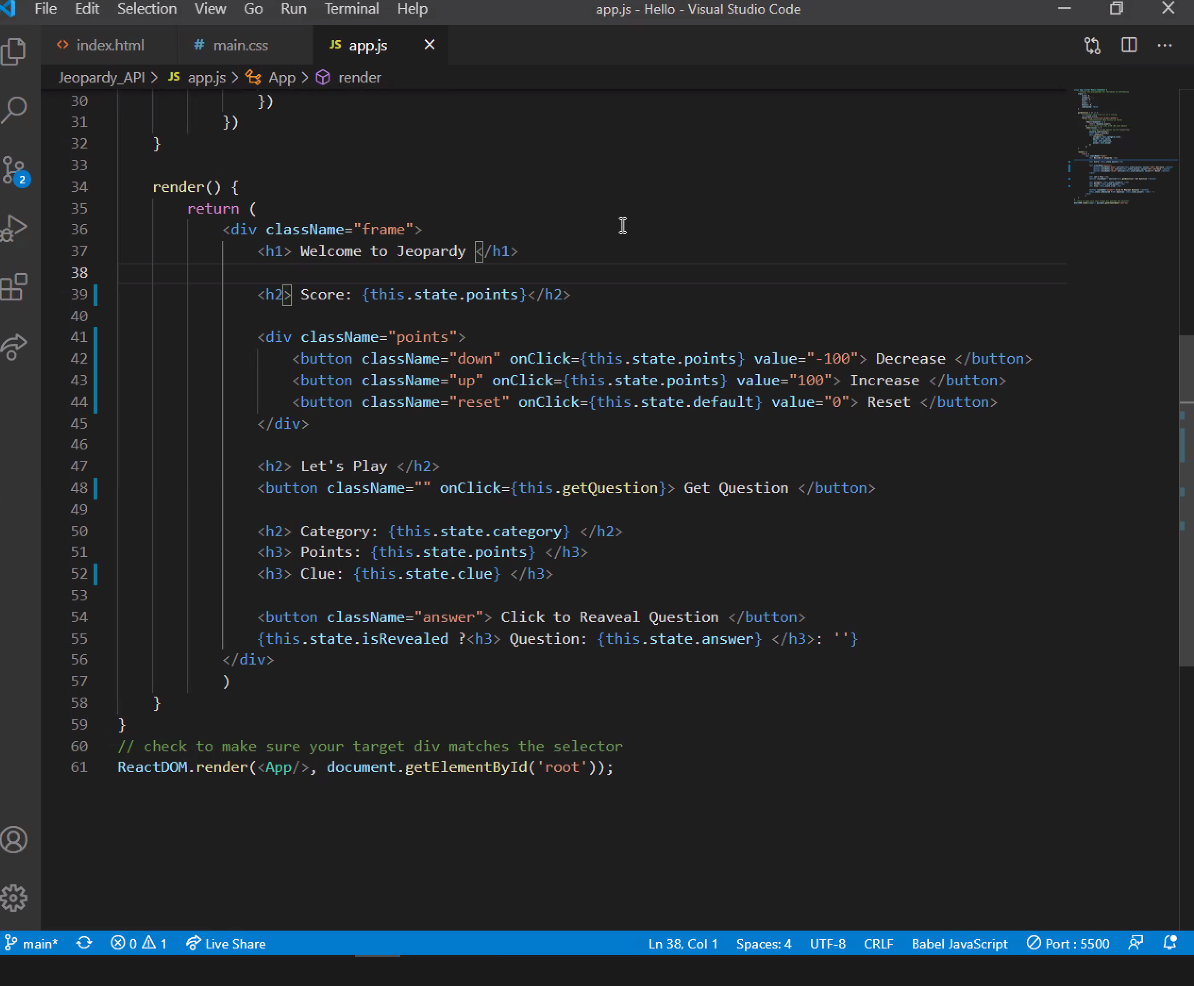 File Edit Selection View Go Run Terminal Help app.js - Hello - Visual Studio Code
index.html # main.css JS app.js
Jeopardy_API > JS app.js > App > render
30 })
31 })
32 }
33
34 render() {
35 return (
36 <div className="frame">
37 <h1> Welcome to Jeopardy </h1>
38
39 <h2> Score: {this.state.points}</h2>
40
41 <div className="points">
42 <button className="down" onClick={this.state.points} value="-100"> Decrease </button>
43 <button className="up" onClick={this.state.points} value="100"> Increase </button>
44 <button className="reset" onClick={this.state.default} value="0"> Reset </button>
45 </div>
46
47 <h2> Let's Play </h2>
48 <button className="" onClick={this.getQuestion}> Get Question </button>
49
50 <h2> Category: {this.state.category} </h2>
51 <h3> Points: {this.state.points} </h3>
52 <h3> Clue: {this.state.clue} </h3>
53
54 <button className="answer"> Click to Reaveal Question </button>
55 {this.state.isRevealed ?<h3> Question: {this.state.answer} </h3>: ''}
56 </div>
57 )
58 }
59 }
60 // check to make sure your target div matches the selector
61 ReactDOM.render(<App/>, document.getElementById('root'));
2
main* 0 1 Live Share Ln 38, Col 1 Spaces: 4 UTF-8 CRLF Babel JavaScript Port : 5500